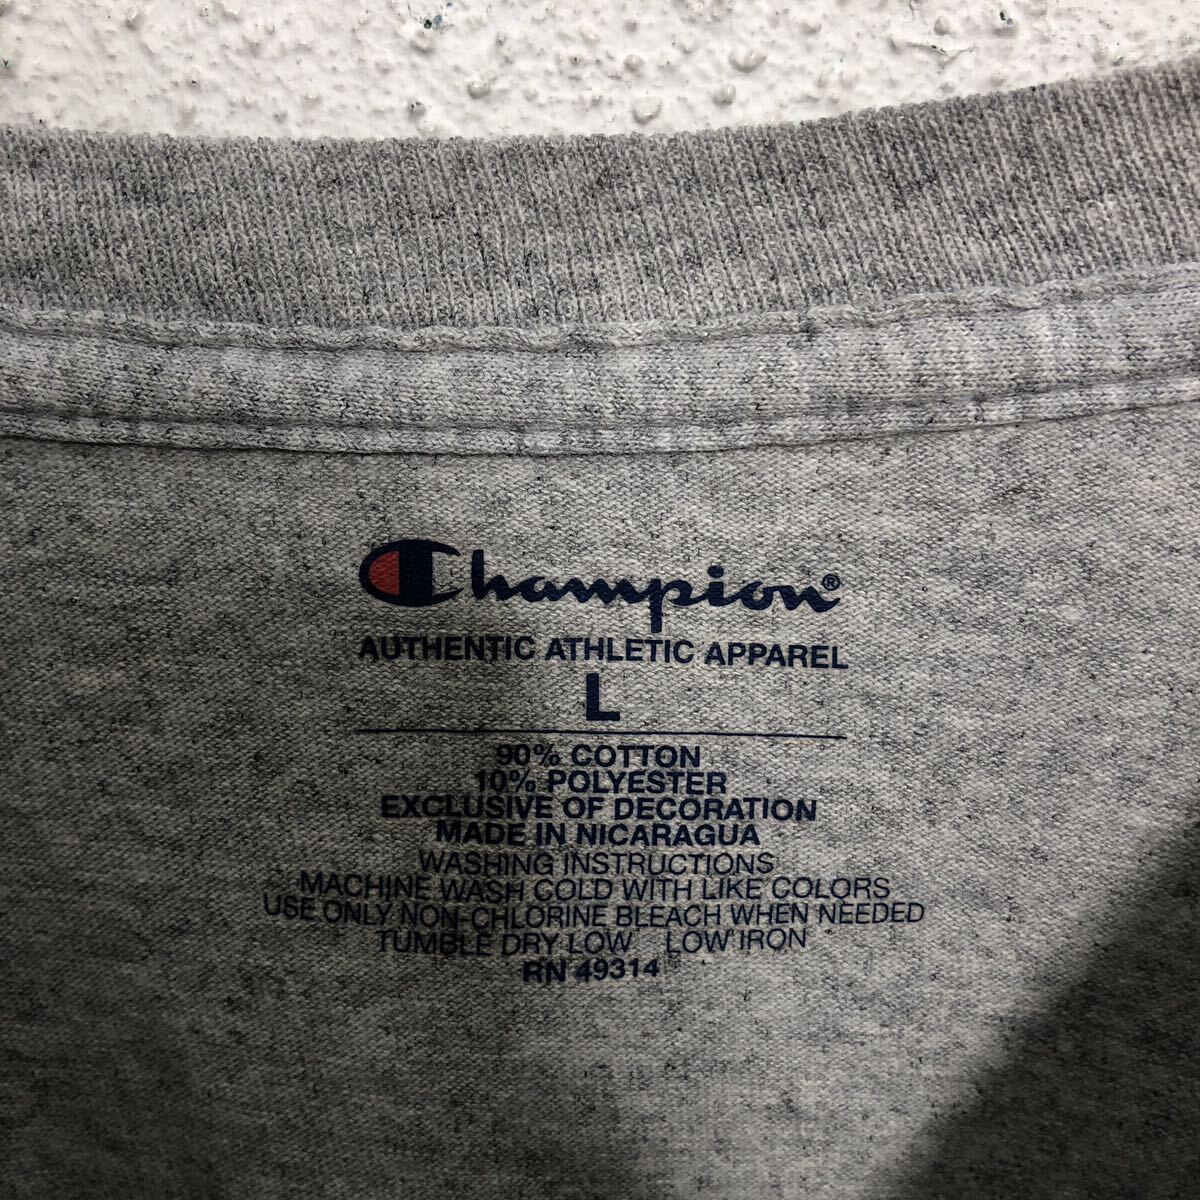 Champion®
AUTHENTIC ATHLETIC APPAREL
L
90% COTTON
10% POLYESTER
EXCLUSIVE OF DECORATION
MADE IN NICARAGUA
WASHING INSTRUCTIONS
MACHINE WASH COLD WITH LIKE COLORS
USE ONLY NON-CHLORINE BLEACH WHEN NEEDED
TUMBLE DRY LOW LOW IRON
RN 49314